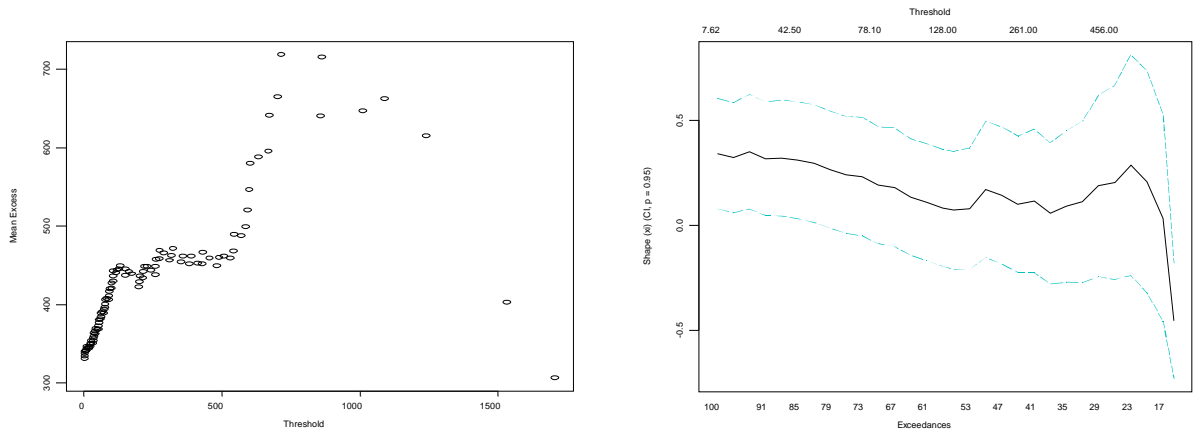 700
600
500
400
300
Mean Excess
0 500 1000 1500
Threshold
Threshold
7.62 42.50 78.10 128.00 261.00 456.00
0.5
0.0
-0.5
Shape (xi) (CI, p = 0.95)
100 91 85 79 73 67 61 53 47 41 35 29 23 17
Exceedances